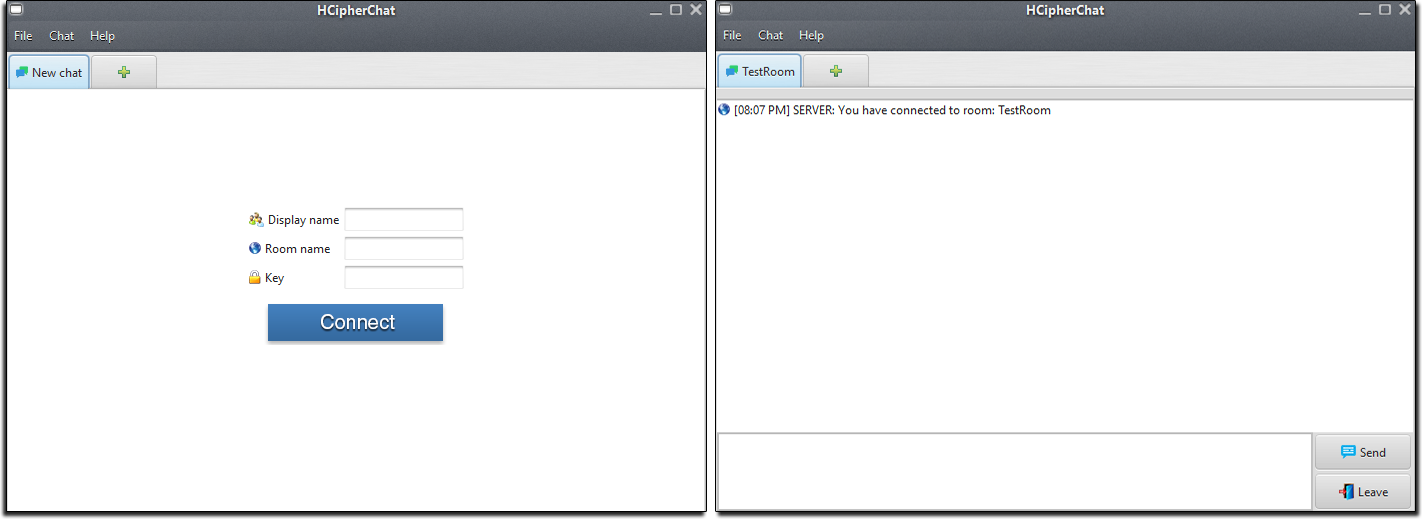 HCipherChat
File Chat Help
New chat
Display name
Room name
Key
Connect
HCipherChat
File Chat Help
TestRoom
[08:07 PM] SERVER: You have connected to room: TestRoom
Send
Leave